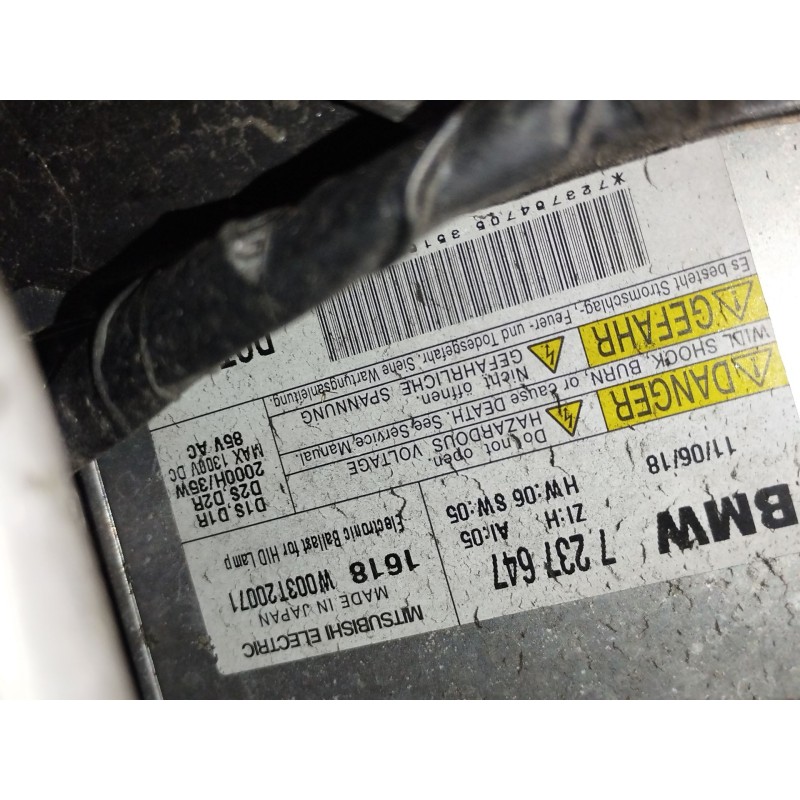 BMW
7 237 647
AI:05
ZI:H
HW:06 SW:05
11/06/18
MITSUBISHI ELECTRIC
MADE IN JAPAN
1618 W003T20071
Electronic Ballast for HID Lamp
D1S, D1R
D2S, D2R
2000H/35W
MAX 1300V DC
85V AC
DANGER
HAZARDOUS VOLTAGE
Do not open.
WILL SHOCK, BURN, or cause DEATH. See Service Manual.
GEFAHR
GEFÄHRLICHE SPANNUNG
Nicht öffnen.
Es besteht Stromschlag-, Feuer- und Todesgefahr. Siehe Wartungsanleitung.